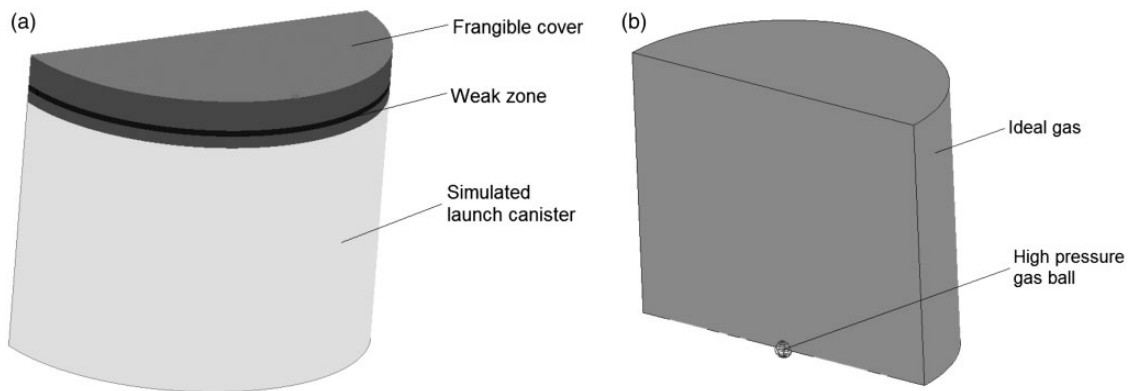 (a)
Frangible cover
Weak zone
Simulated
launch canister
(b)
Ideal gas
High pressure
gas ball